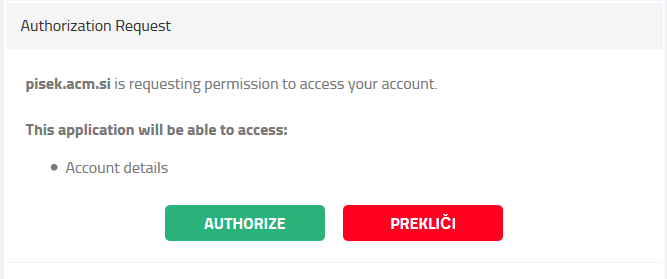 Authorization Request
pisek.acm.si is requesting permission to access your account.
This application will be able to access:
Account details
AUTHORIZE
PREKLIČI